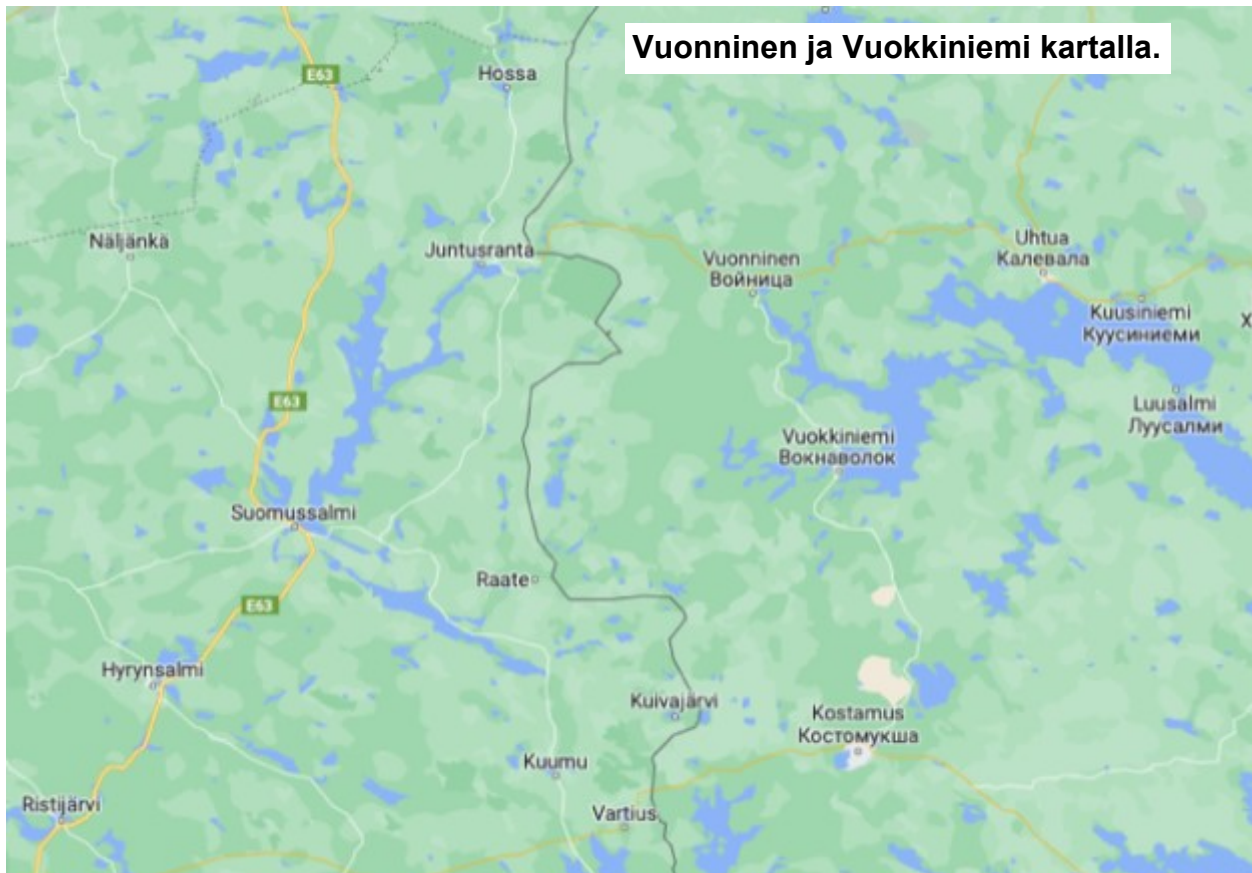 Vuonninen ja Vuokkiniemi kartalla.
E63
Hossa
Näljänkä
Juntusranta
Vuonninen
Войница
Uhtua
Калевала
Kuusiniemi
Куусиниеми
Х
E63
Luusalmi
Луусалми
Vuokkiniemi
Вокнаволок
Suomussalmi
Raate
E63
Hyrynsalmi
Kuivajärvi
Kostamus
Костомукша
Kuumu
Ristijärvi
Vartius